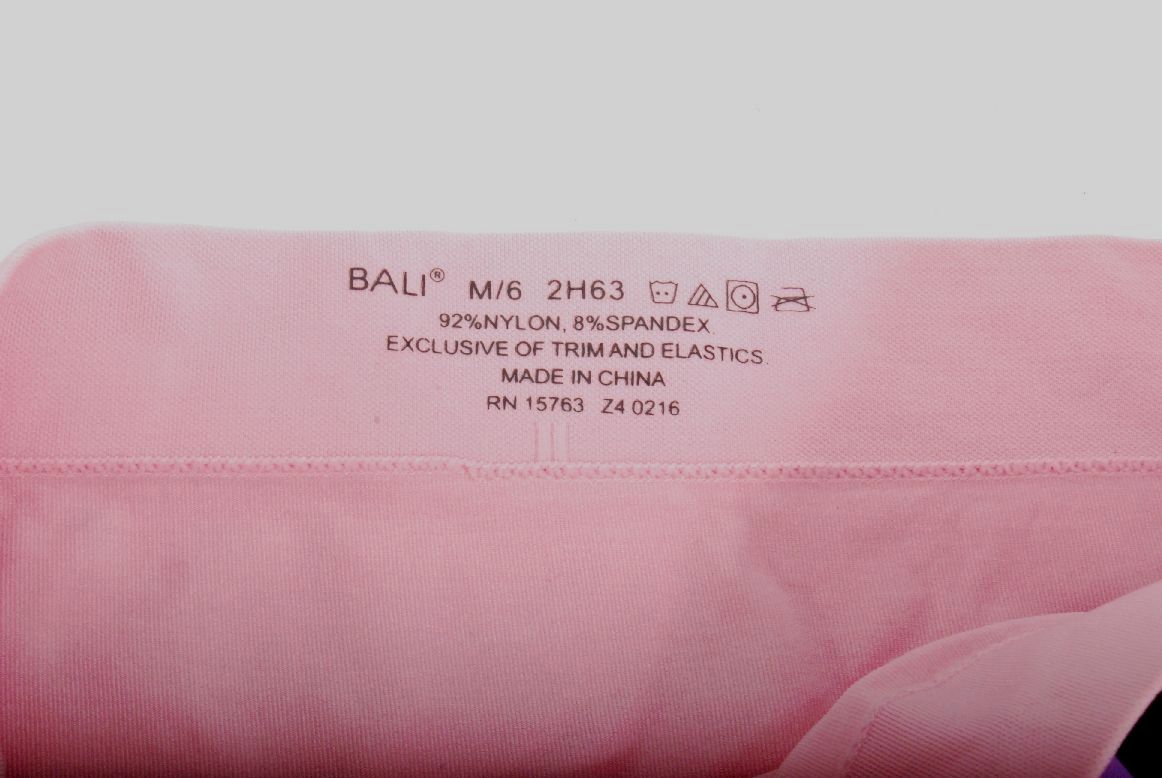 BALI® M/6 2H63
92%NYLON, 8%SPANDEX
EXCLUSIVE OF TRIM AND ELASTICS.
MADE IN CHINA
RN 15763 Z4 0216